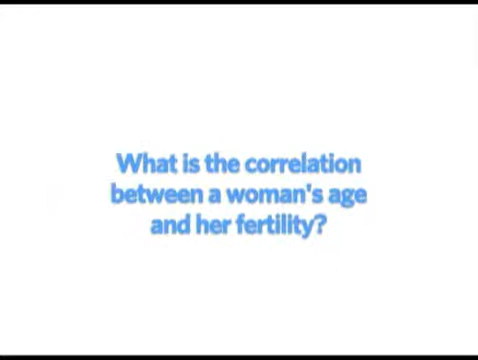 What is the correlation
between a woman's age
and her fertility?